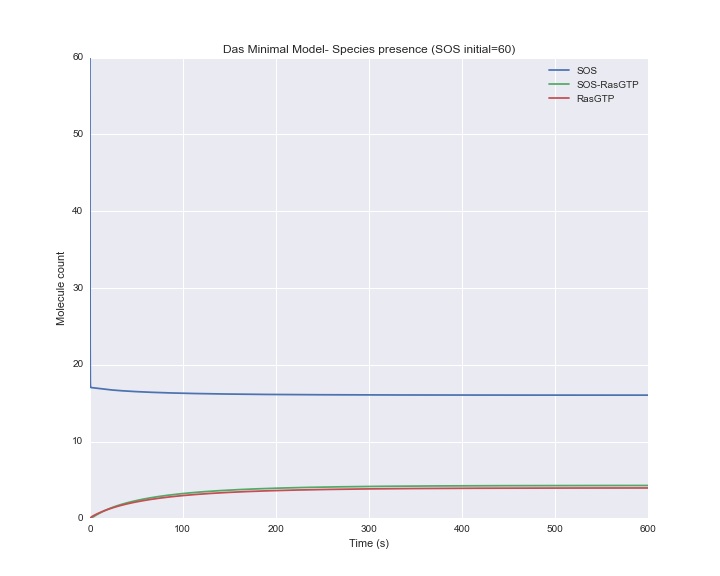 Das Minimal Model- Species presence (SOS initial=60)
60
50
40
30
20
10
0
Molecule count
SOS
SOS-RasGTP
RasGTP
0 100 200 300 400 500 600
Time (s)